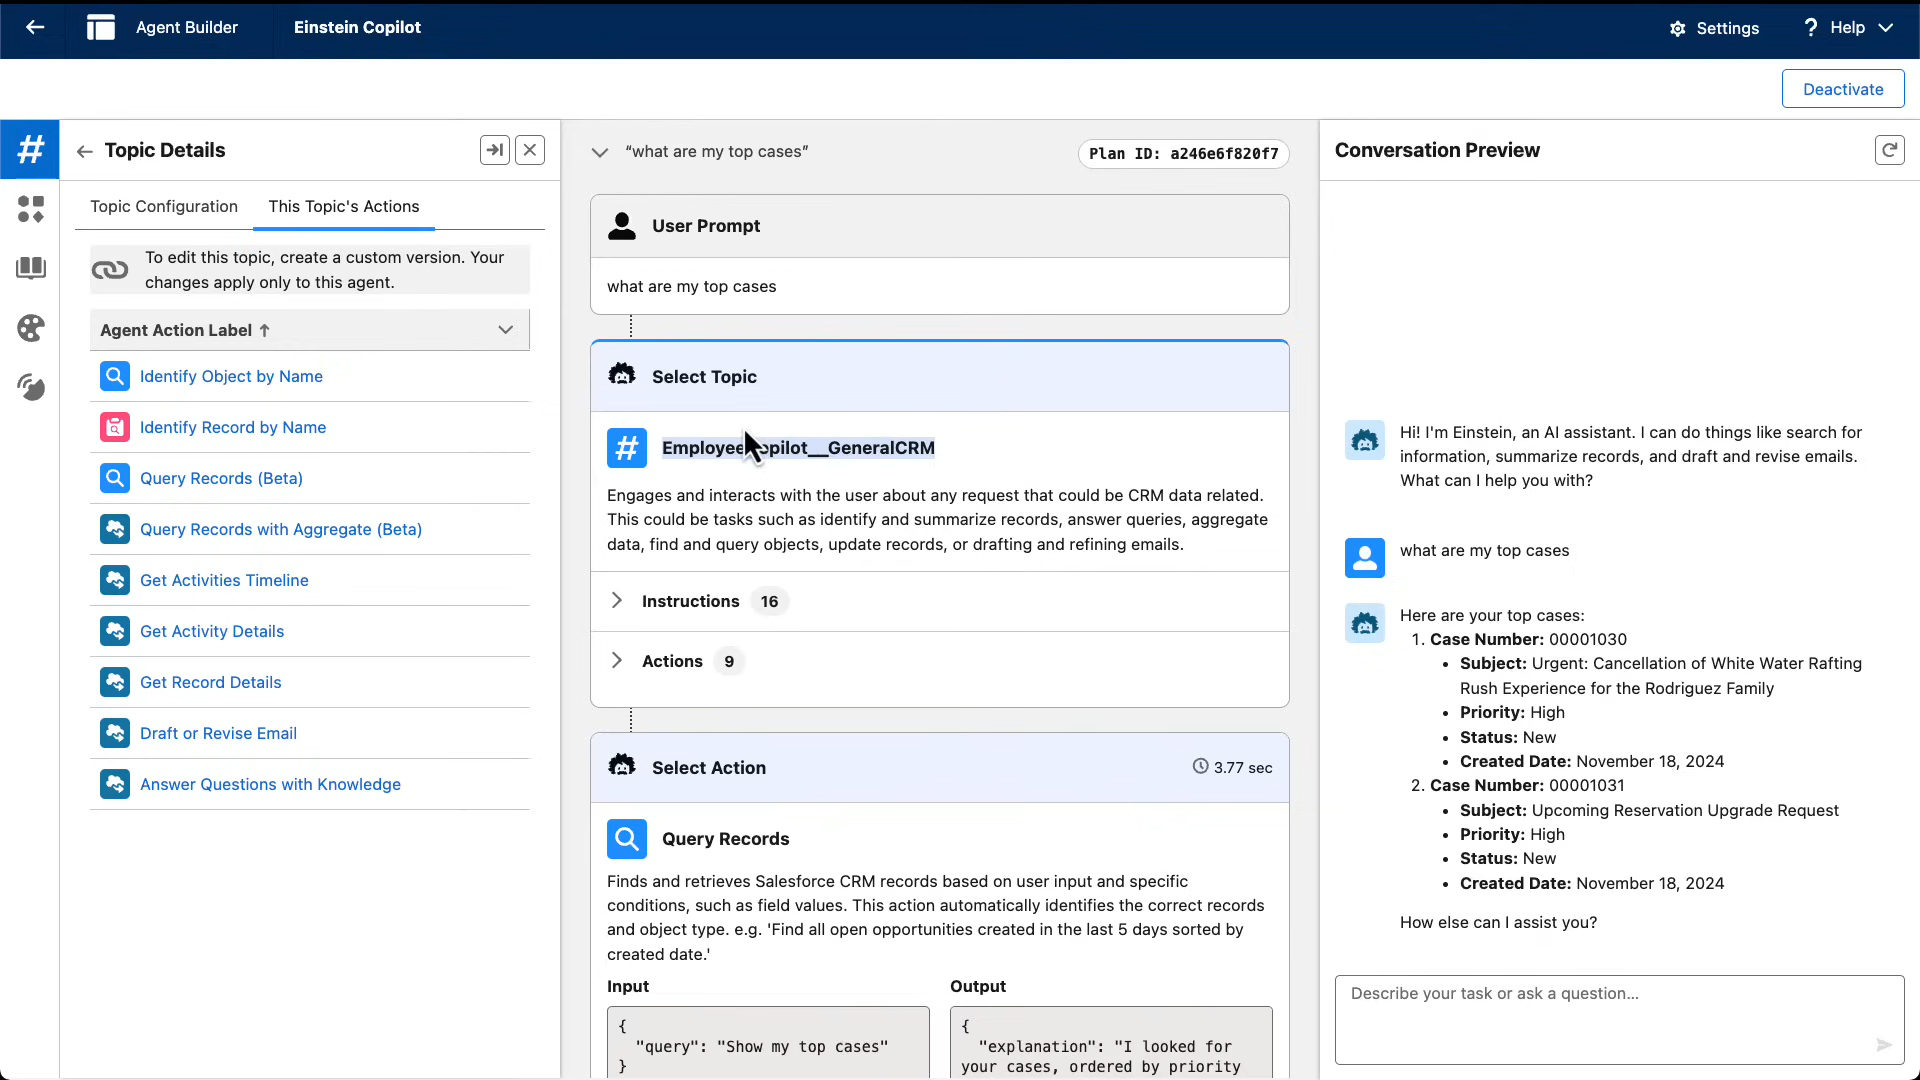 Agent Builder
Einstein Copilot
Settings
? Help
Deactivate
#
Topic Details
Topic Configuration
This Topic's Actions
To edit this topic, create a custom version. Your
changes apply only to this agent.
Agent Action Label ↑
Identify Object by Name
Identify Record by Name
Query Records (Beta)
Query Records with Aggregate (Beta)
Get Activities Timeline
Get Activity Details
Get Record Details
Draft or Revise Email
Answer Questions with Knowledge
“what are my top cases”
Plan ID: a246e6f820f7
User Prompt
what are my top cases
Select Topic
# Employee opilot__GeneralCRM
Engages and interacts with the user about any request that could be CRM data related.
This could be tasks such as identify and summarize records, answer queries, aggregate
data, find and query objects, update records, or drafting and refining emails.
Instructions 16
Actions 9
Select Action
3.77 sec
Query Records
Finds and retrieves Salesforce CRM records based on user input and specific
conditions, such as field values. This action automatically identifies the correct records
and object type. e.g. 'Find all open opportunities created in the last 5 days sorted by
created date.'
Input
{
"query": "Show my top cases"
}
Output
{
"explanation": "I looked for
your cases, ordered by priority
Conversation Preview
Hi! I'm Einstein, an AI assistant. I can do things like search for
information, summarize records, and draft and revise emails.
What can I help you with?
what are my top cases
Here are your top cases:
1. Case Number: 00001030
• Subject: Urgent: Cancellation of White Water Rafting
Rush Experience for the Rodriguez Family
• Priority: High
• Status: New
• Created Date: November 18, 2024
2. Case Number: 00001031
• Subject: Upcoming Reservation Upgrade Request
• Priority: High
• Status: New
• Created Date: November 18, 2024
How else can I assist you?
Describe your task or ask a question...